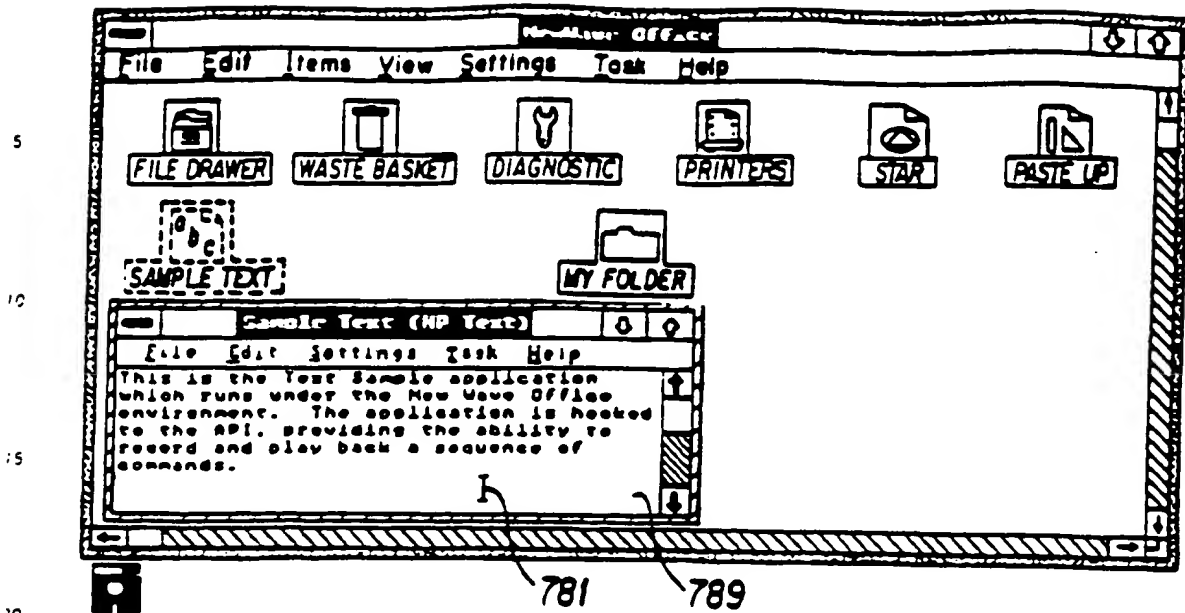 NewWave Office
File Edit Items View Settings Task Help
5
FILE DRAWER WASTE BASKET DIAGNOSTIC PRINTERS STAR PASTE UP
a b c
SAMPLE TEXT MY FOLDER
10
Sample Text (HP Text)
File Edit Settings Task Help
This is the Text Sample application
which runs under the New Wave Office
environment. The application is hooked
to the API, providing the ability to
record and play back a sequence of
15
commands.
781 789